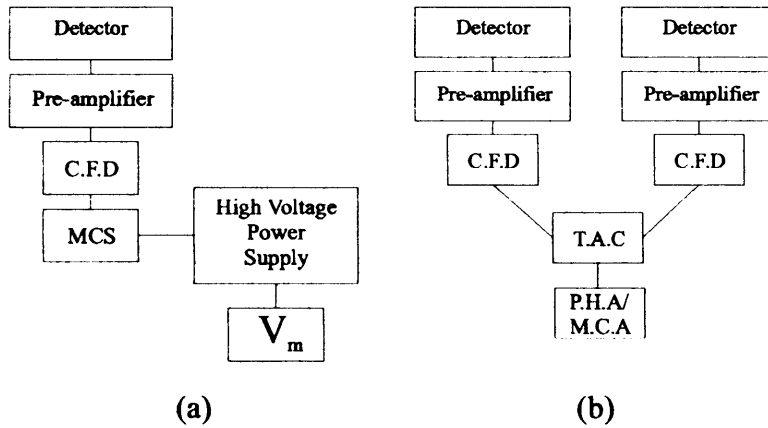 Detector
Pre-amplifier
C.F.D
MCS
High Voltage
Power
Supply
V_m
(a)
Detector
Detector
Pre-amplifier
Pre-amplifier
C.F.D
C.F.D
T.A.C
P.H.A/
M.C.A
(b)